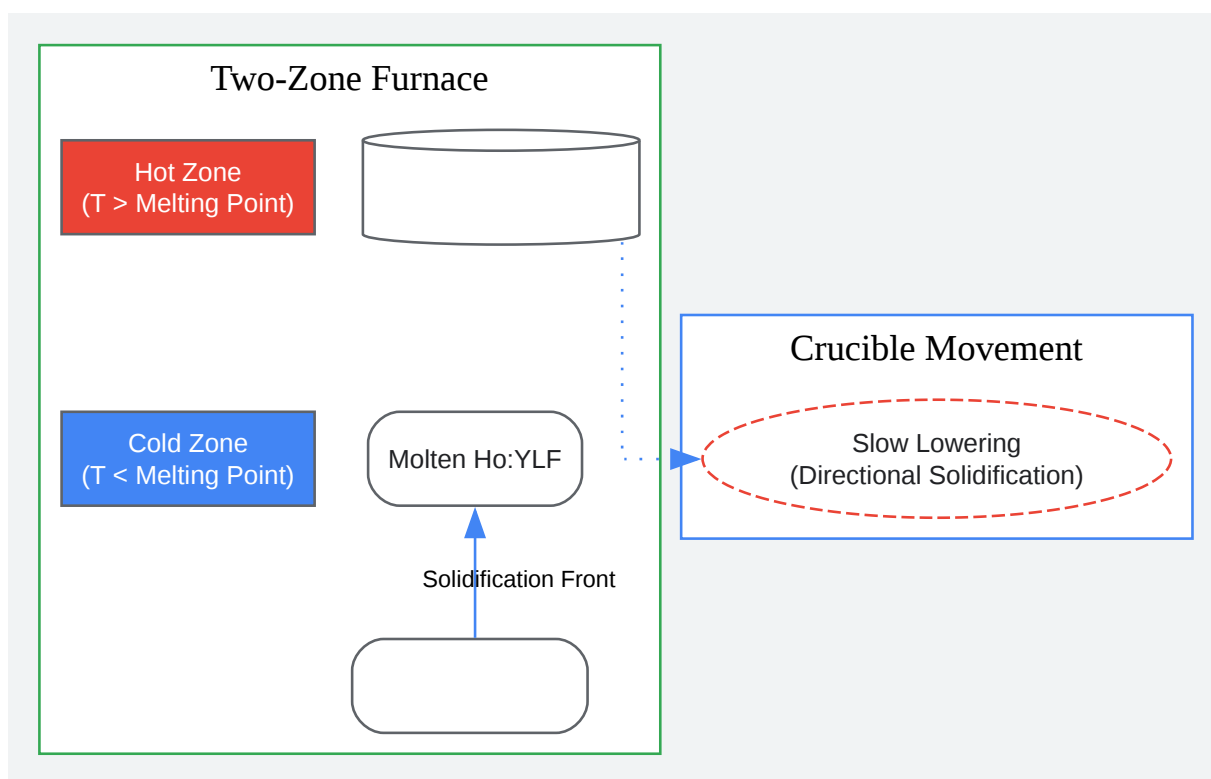 Two-Zone Furnace
Hot Zone
(T > Melting Point)
Cold Zone
(T < Melting Point)
Molten Ho:YLF
Solidification Front
Crucible Movement
Slow Lowering
(Directional Solidification)